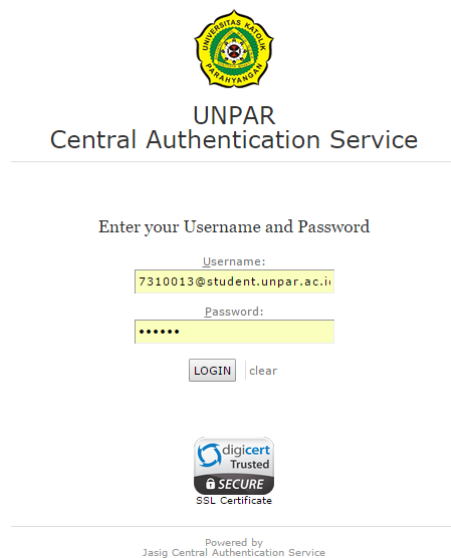 UNIVERSITAS KATOLIK
PARAHYANGAN
UNPAR
Central Authentication Service
Enter your Username and Password
Username:
7310013@student.unpar.ac.i
Password:
••••••
LOGIN
clear
digicert
Trusted
SECURE
SSL Certificate
Powered by
Jasig Central Authentication Service